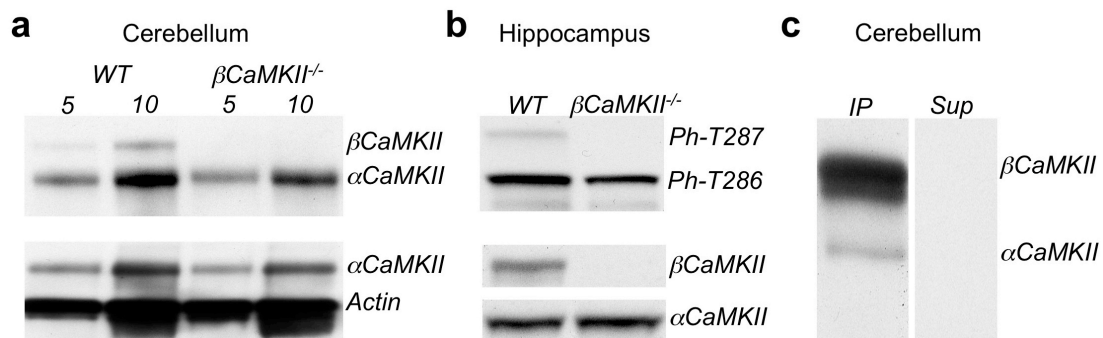 a
Cerebellum
WT βCaMKII-/-
5 10 5 10
βCaMKII
αCaMKII
αCaMKII
Actin
b
Hippocampus
WT βCaMKII-/-
Ph-T287
Ph-T286
βCaMKII
αCaMKII
c
Cerebellum
IP Sup
βCaMKII
αCaMKII